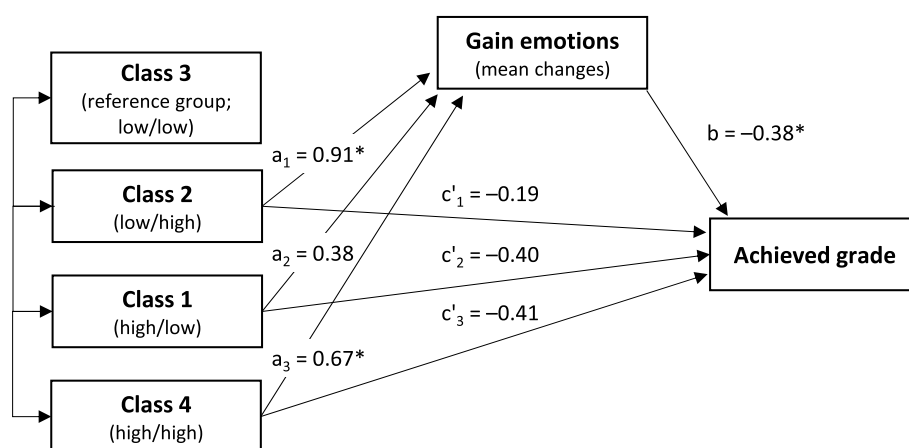 Gain emotions
(mean changes)
Class 3
(reference group;
low/low)
a₁ = 0.91*
b = –0.38*
Class 2
(low/high)
c'₁ = –0.19
a₂ = 0.38
c'₂ = –0.40
Achieved grade
Class 1
(high/low)
c'₃ = –0.41
a₃ = 0.67*
Class 4
(high/high)